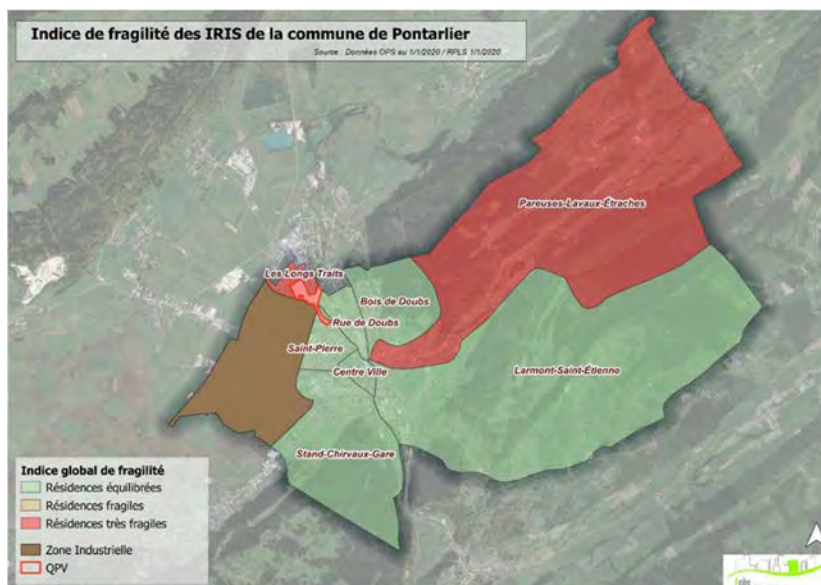 Indice de fragilité des IRIS de la commune de Pontarlier
Source : Données OPS au 1/1/2020 / RPLS 1/1/2020
Pareuses-Lavaux-Étraches
Les Longs Traits
Bois de Doubs
Rue de Doubs
Saint-Pierre
Centre Ville
Larmont-Saint-Étienne
Stand-Chirvaux-Gare
Indice global de fragilité
Résidences équilibrées
Résidences fragiles
Résidences très fragiles
Zone Industrielle
QPV